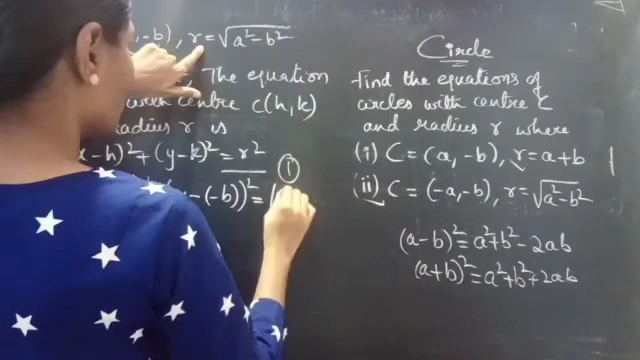 , -b), r = √a² - b²
, The equation
with centre c(h, k)
radius r is
x - h)² + (y - k)² = r²
①
- (-b))² =
Circle
Find the equations of
circles with centre C
and radius r where
(i) C = (a, -b), r = a + b
(ii) C = (-a, -b), r = √a² - b²
(a - b)² = a² + b² - 2ab
(a + b)² = a² + b² + 2ab